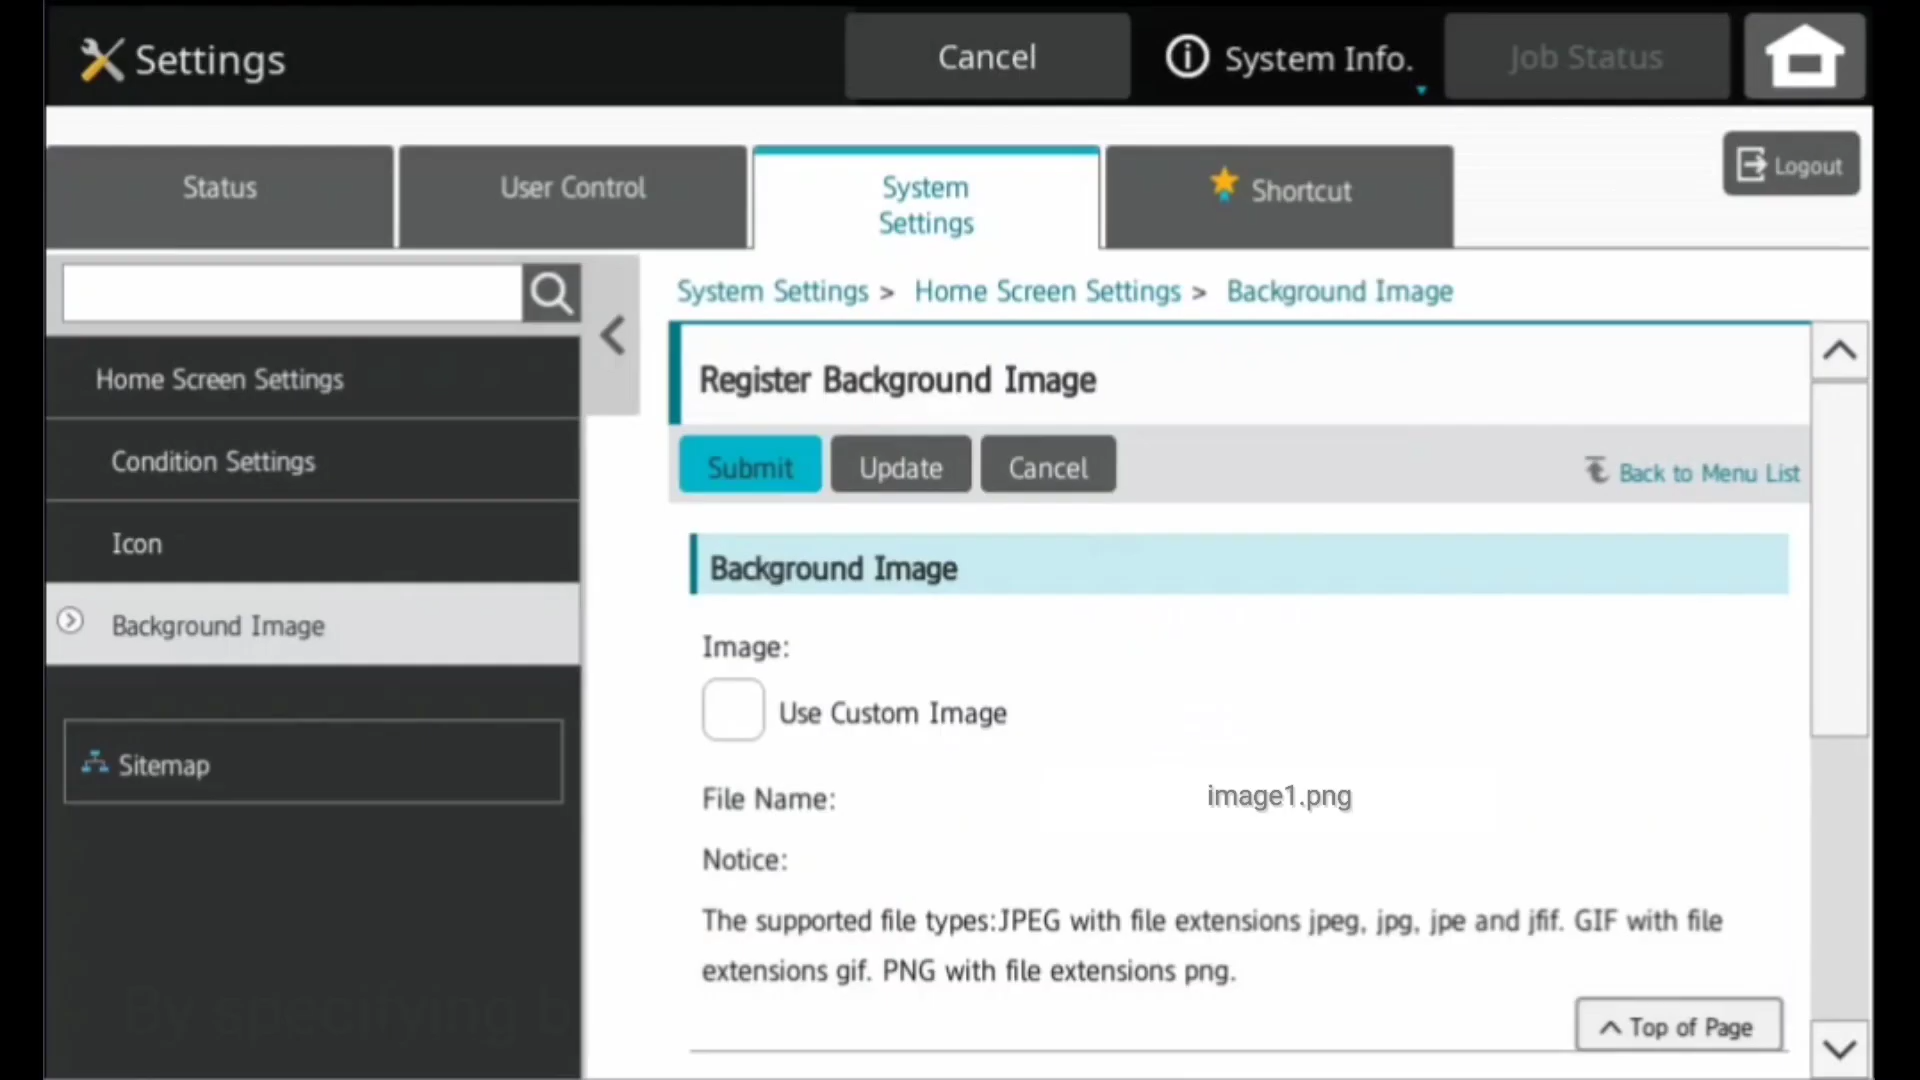 Settings
Cancel
System Info.
Job Status
Status
User Control
System
Settings
Shortcut
Logout
System Settings > Home Screen Settings > Background Image
Home Screen Settings
Condition Settings
Icon
Background Image
Sitemap
Register Background Image
Submit
Update
Cancel
Back to Menu List
Background Image
Image:
Use Custom Image
File Name:
image1.png
Notice:
The supported file types:JPEG with file extensions jpeg, jpg, jpe and jfif. GIF with file
extensions gif. PNG with file extensions png.
Top of Page
By specifying b